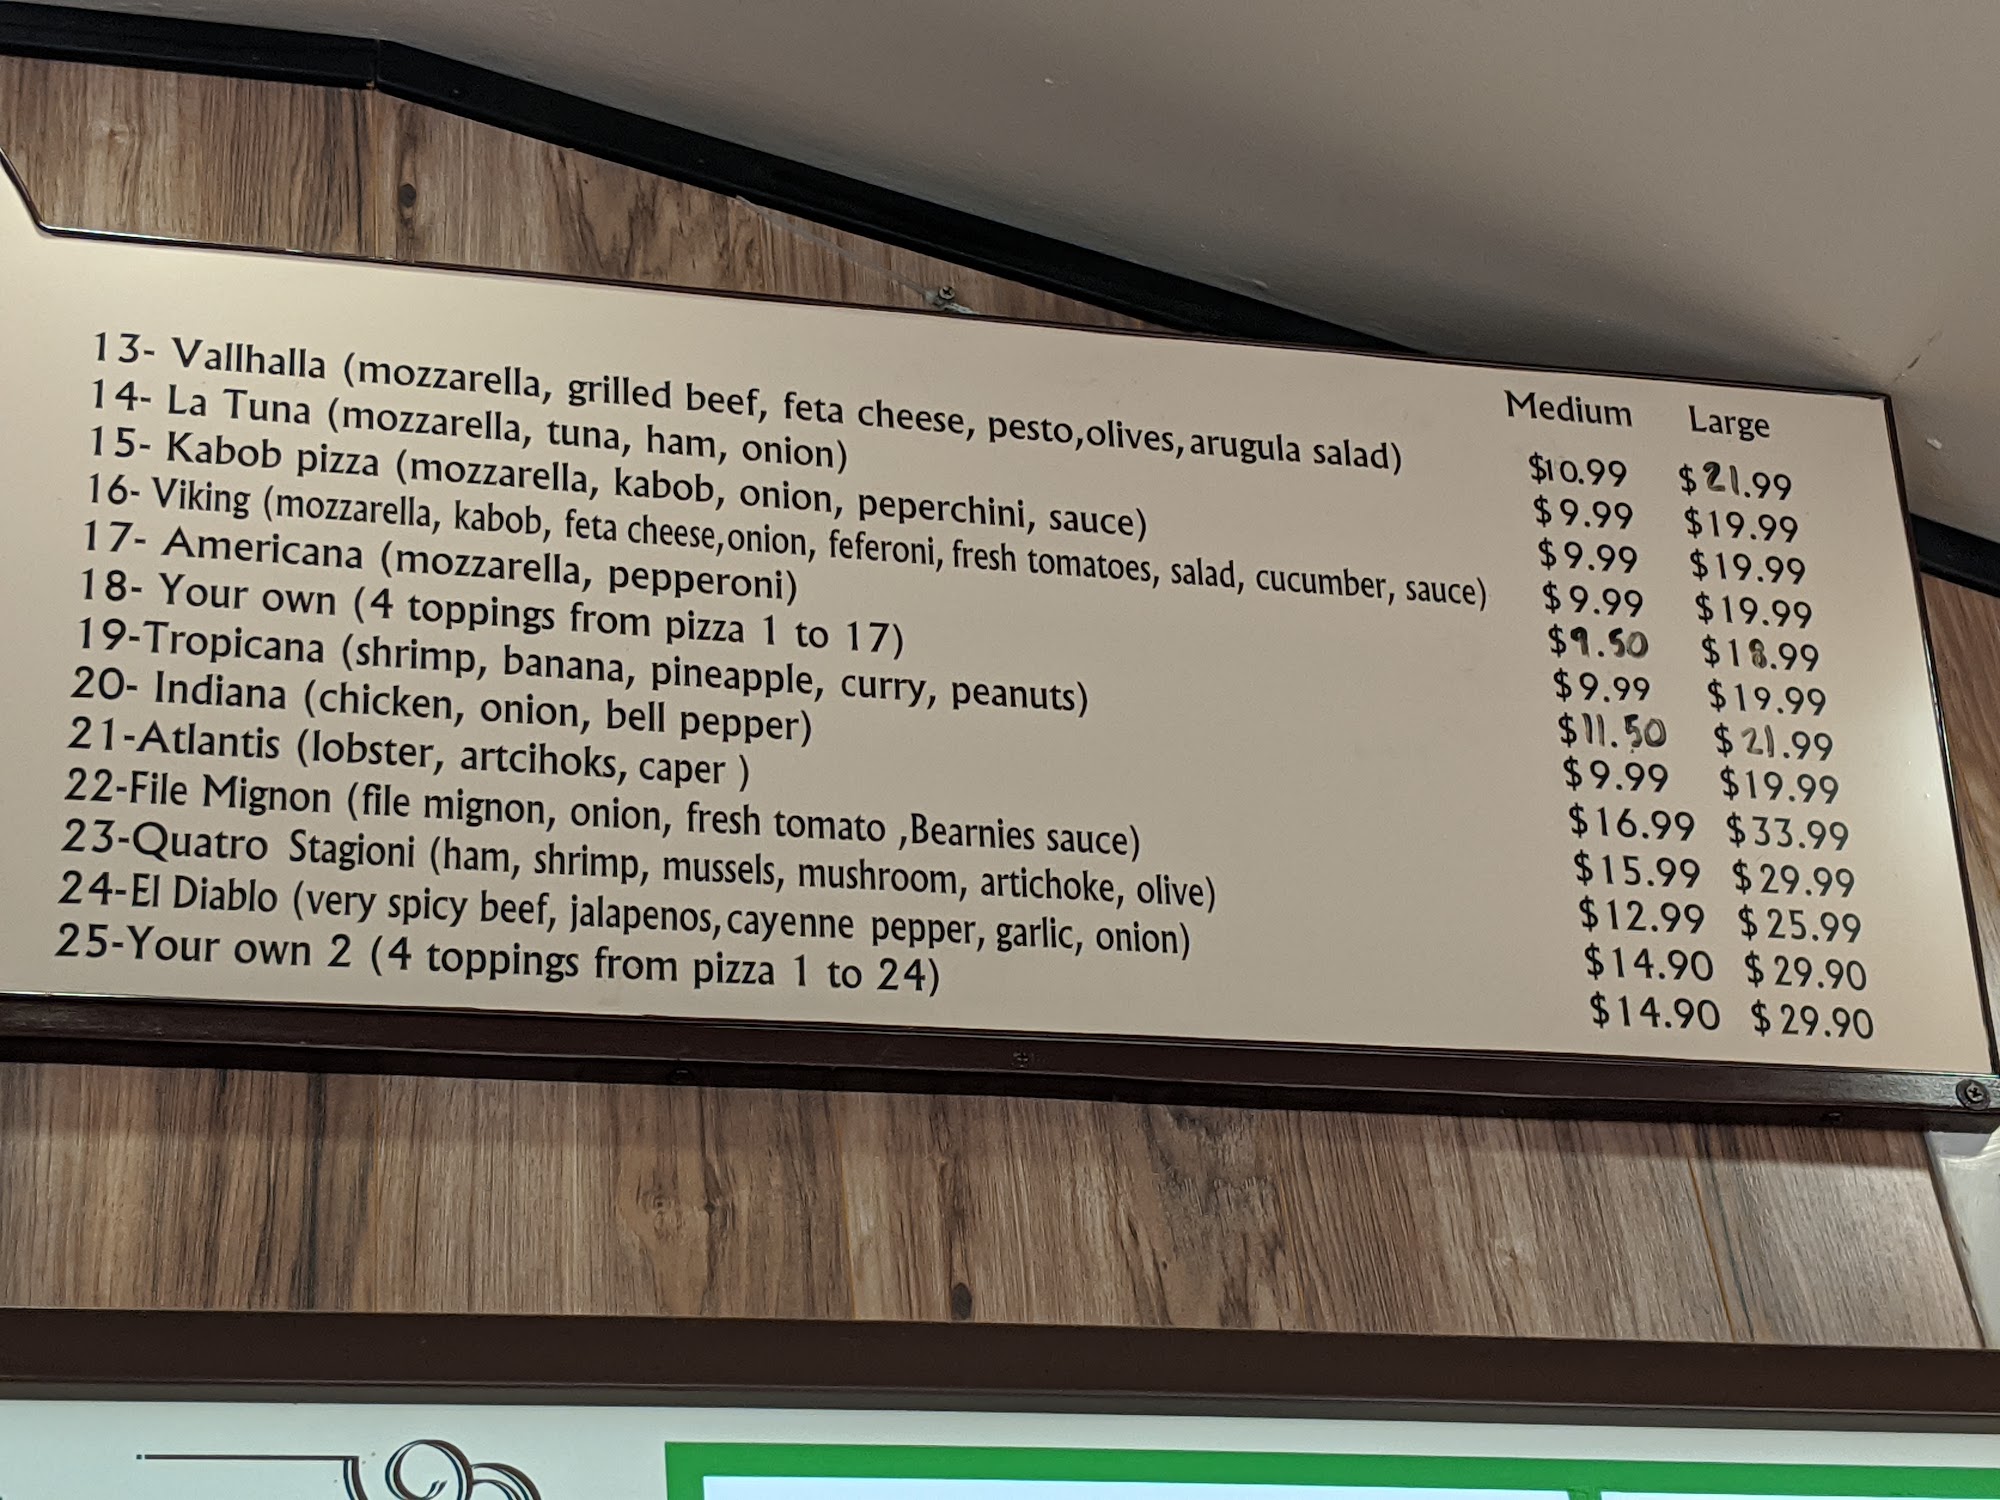 Medium Large
13- Vallhalla (mozzarella, grilled beef, feta cheese, pesto,olives,arugula salad) $10.99 $21.99
14- La Tuna (mozzarella, tuna, ham, onion) $9.99 $19.99
15- Kabob pizza (mozzarella, kabob, onion, peperchini, sauce) $9.99 $19.99
16- Viking (mozzarella, kabob, feta cheese,onion, feferoni, fresh tomatoes, salad, cucumber, sauce) $9.99 $19.99
17- Americana (mozzarella, pepperoni) $9.50 $18.99
18- Your own (4 toppings from pizza 1 to 17) $9.99 $19.99
19-Tropicana (shrimp, banana, pineapple, curry, peanuts) $11.50 $21.99
20- Indiana (chicken, onion, bell pepper) $9.99 $19.99
21-Atlantis (lobster, artcihoks, caper ) $16.99 $33.99
22-File Mignon (file mignon, onion, fresh tomato ,Bearnies sauce) $15.99 $29.99
23-Quatro Stagioni (ham, shrimp, mussels, mushroom, artichoke, olive) $12.99 $25.99
24-El Diablo (very spicy beef, jalapenos,cayenne pepper, garlic, onion) $14.90 $29.90
25-Your own 2 (4 toppings from pizza 1 to 24) $14.90 $29.90